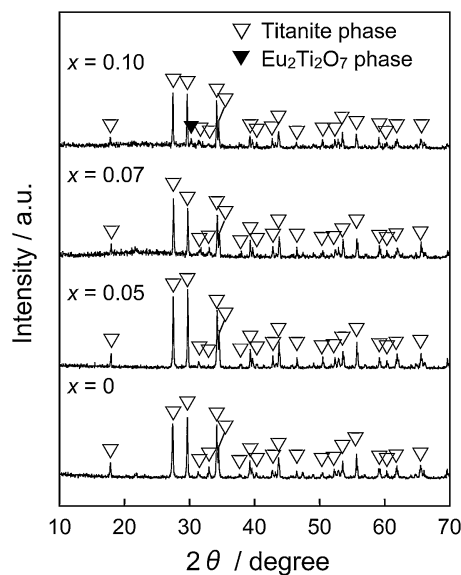 ▽ Titanite phase
▼ Eu₂Ti₂O₇ phase
x = 0.10
x = 0.07
x = 0.05
x = 0
Intensity / a.u.
10 20 30 40 50 60 70
2θ / degree